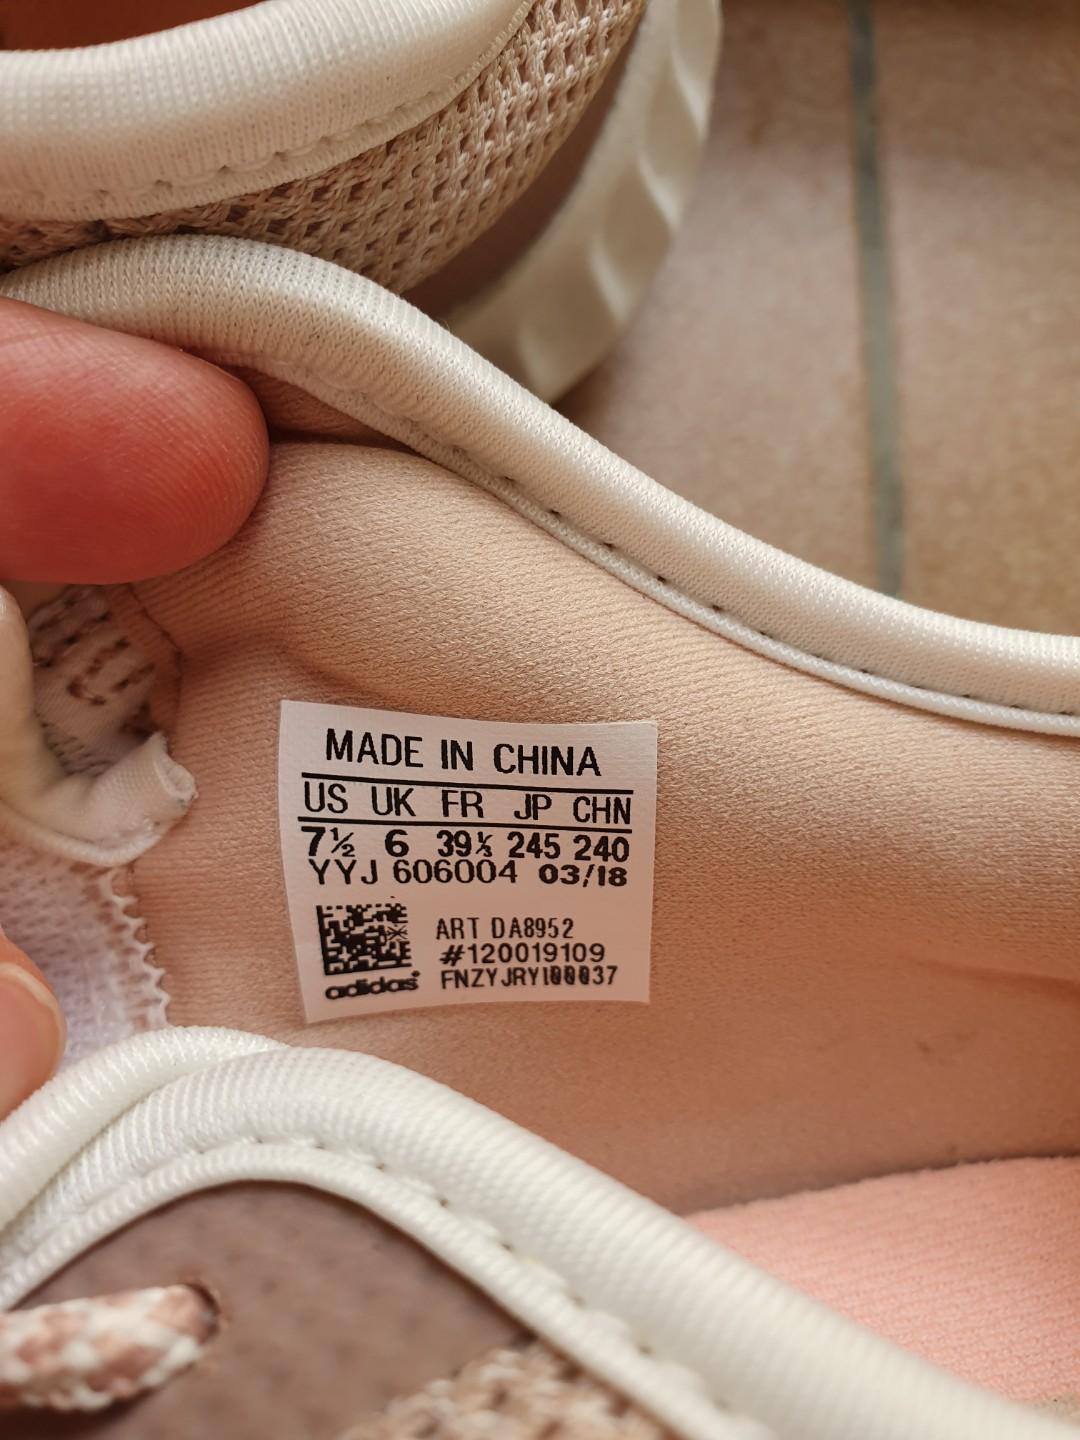 MADE IN CHINA
US UK FR JP CHN
7½ 6 39⅓ 245 240
YYJ 606004 03/18
ART DA8952
#120019109
adidas FNZYJRY100037